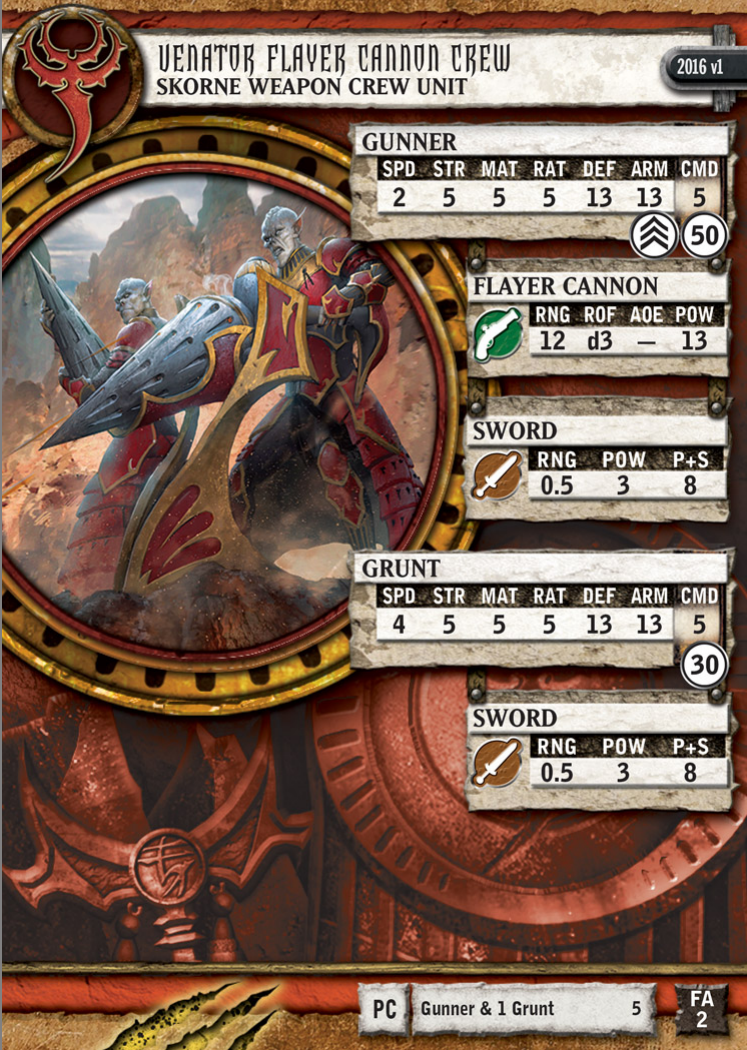 VENATOR FLAYER CANNON CREW
SKORNE WEAPON CREW UNIT
2016 v1
GUNNER
SPD STR MAT RAT DEF ARM CMD
2 5 5 5 13 13 5
50
FLAYER CANNON
RNG ROF AOE POW
12 d3 — 13
SWORD
RNG POW P+S
0.5 3 8
GRUNT
SPD STR MAT RAT DEF ARM CMD
4 5 5 5 13 13 5
30
SWORD
RNG POW P+S
0.5 3 8
PC Gunner & 1 Grunt 5
FA
2